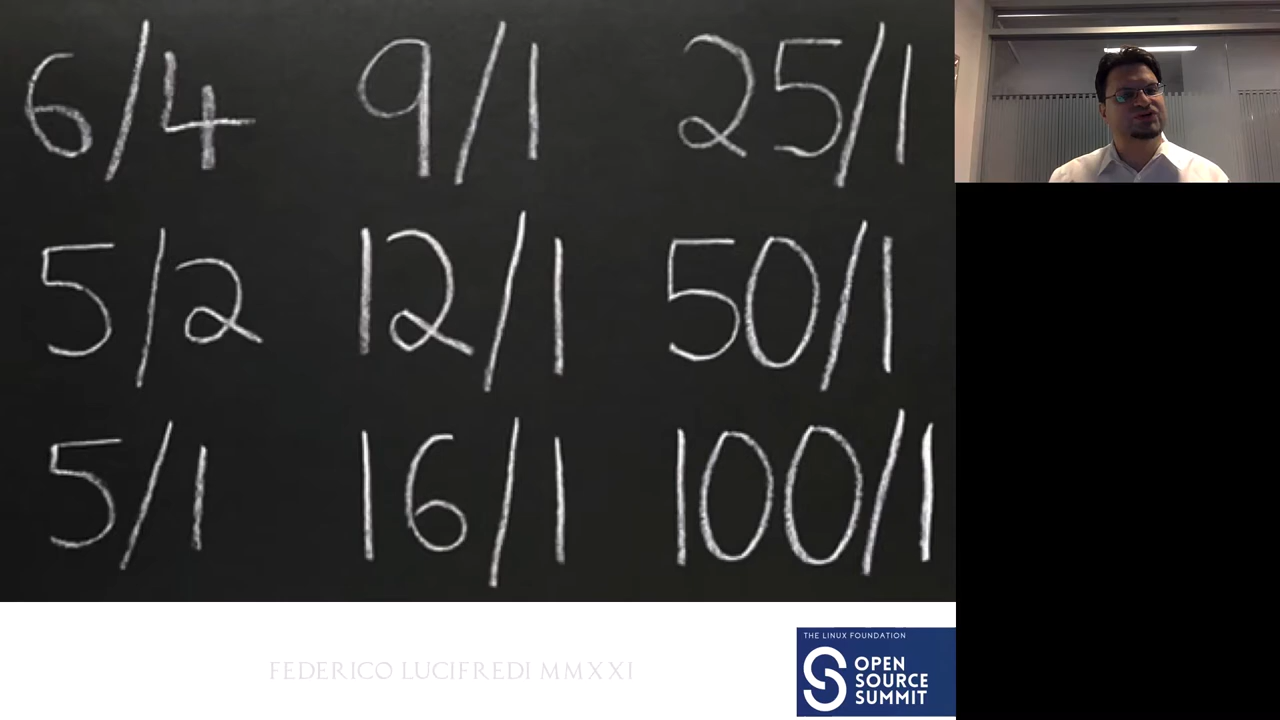 6/4 9/1 25/1
5/2 12/1 50/1
5/1 16/1 100/1
FEDERICO LUCIFREDI MMXXI
THE LINUX FOUNDATION
OPEN
SOURCE
SUMMIT